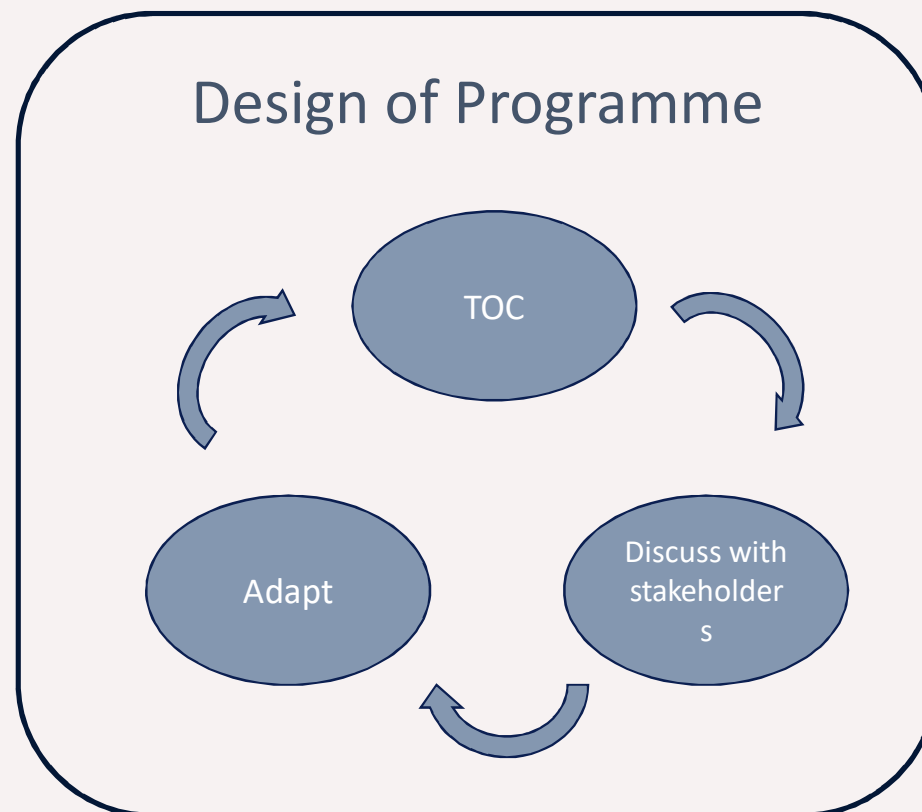 Design of Programme
TOC
Discuss with
stakeholder
s
Adapt